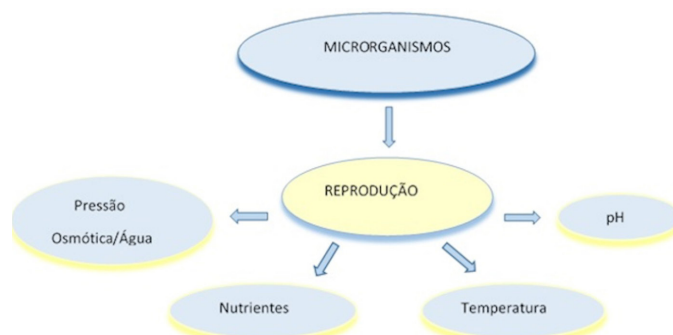 MICRORGANISMOS
REPRODUÇÃO
Pressão
Osmótica/Água
pH
Nutrientes
Temperatura